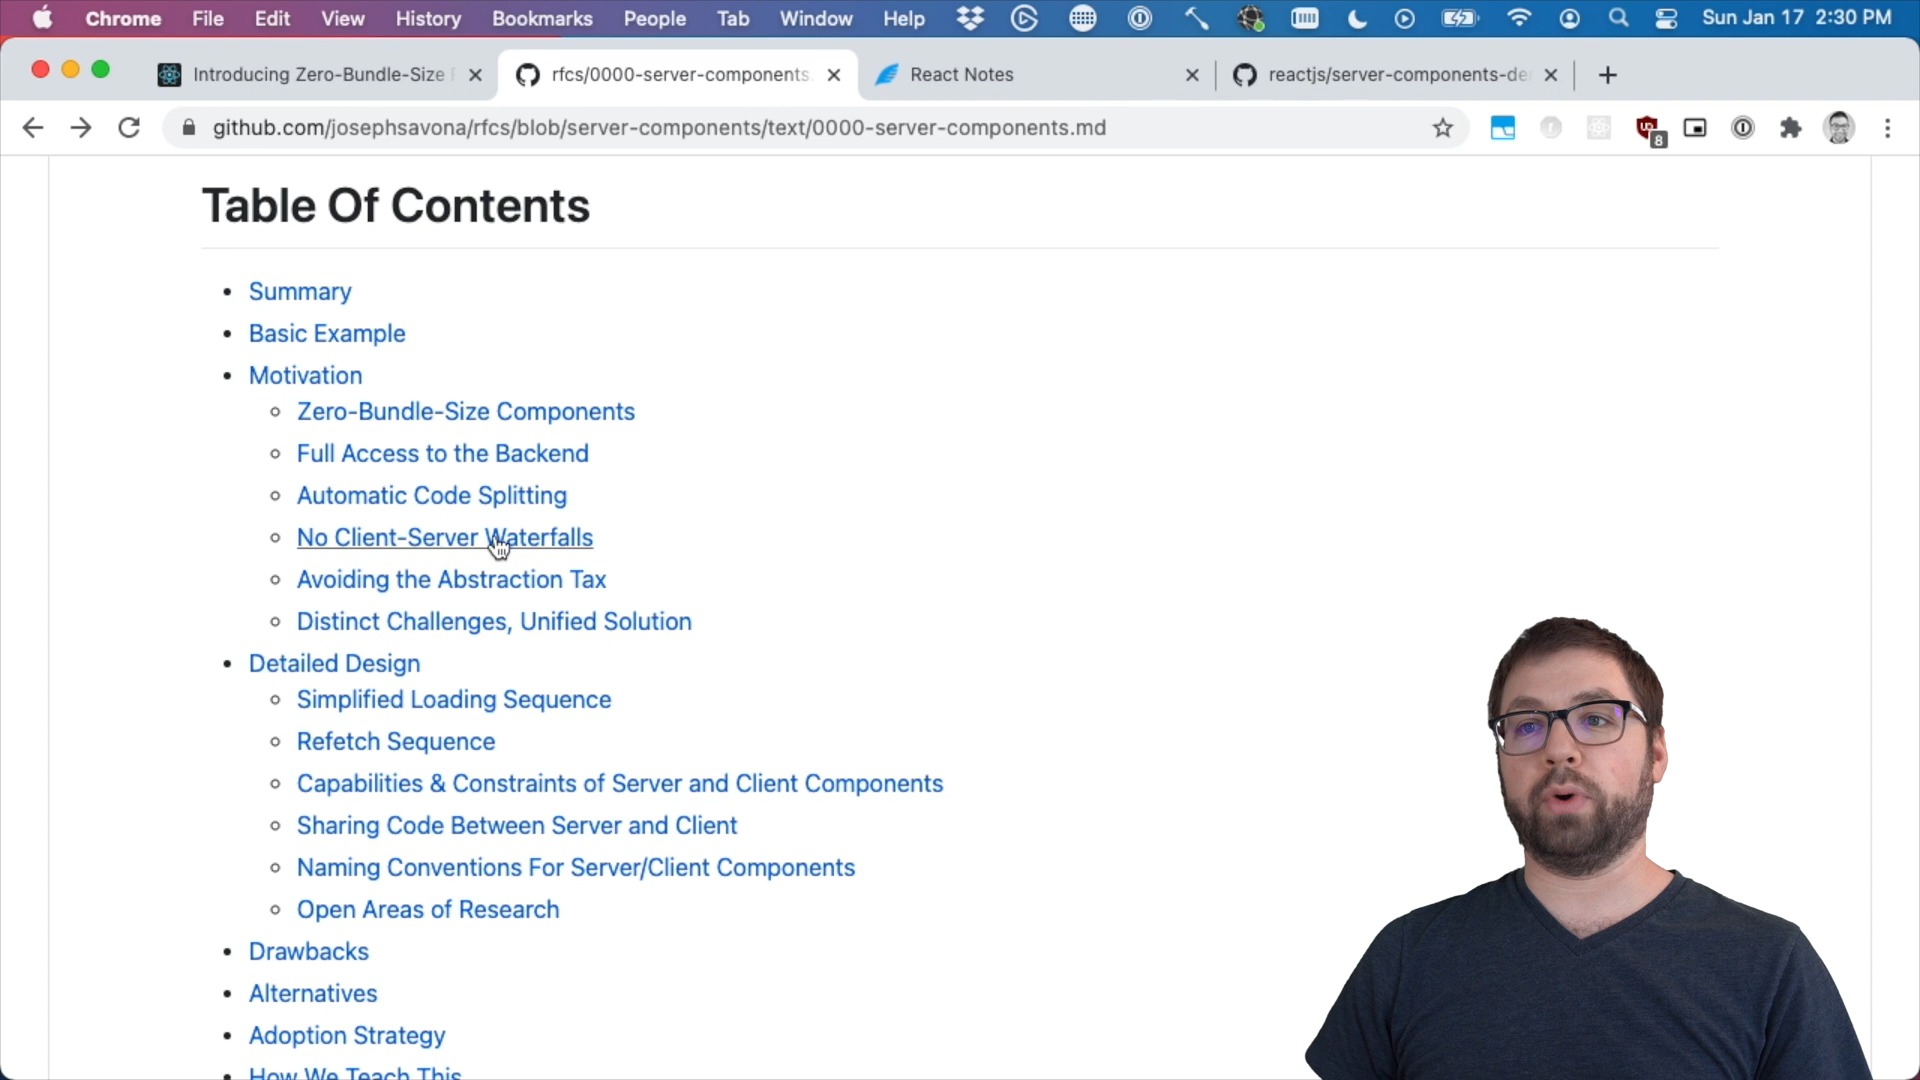 Chrome File Edit View History Bookmarks People Tab Window Help Sun Jan 17 2:30 PM
Introducing Zero-Bundle-Size rfcs/0000-server-components. React Notes reactjs/server-components-de
github.com/josephsavona/rfcs/blob/server-components/text/0000-server-components.md 8
Table Of Contents
Summary
Basic Example
Motivation
Zero-Bundle-Size Components
Full Access to the Backend
Automatic Code Splitting
No Client-Server Waterfalls
Avoiding the Abstraction Tax
Distinct Challenges, Unified Solution
Detailed Design
Simplified Loading Sequence
Refetch Sequence
Capabilities & Constraints of Server and Client Components
Sharing Code Between Server and Client
Naming Conventions For Server/Client Components
Open Areas of Research
Drawbacks
Alternatives
Adoption Strategy
How We Teach This